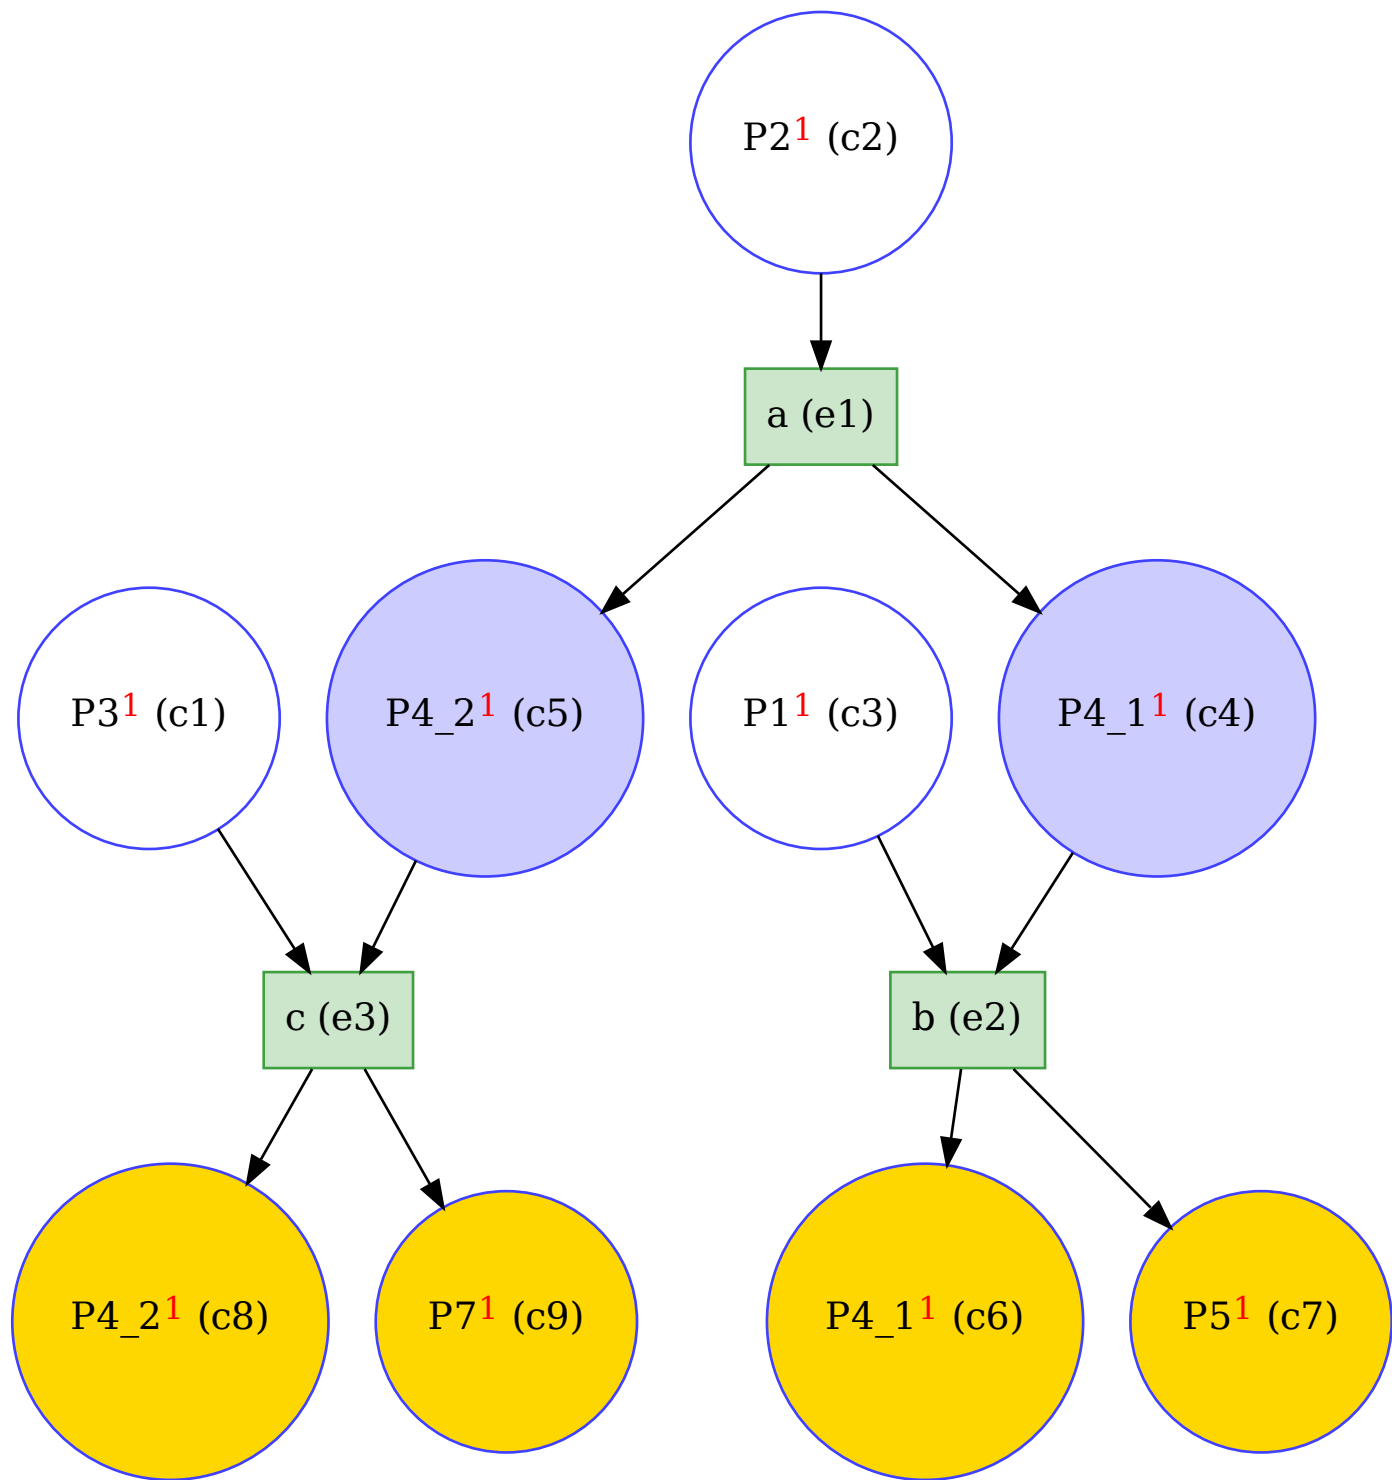 P2¹ (c2)
a (e1)
P3¹ (c1)
P4_2¹ (c5)
P1¹ (c3)
P4_1¹ (c4)
c (e3)
b (e2)
P4_2¹ (c8)
P7¹ (c9)
P4_1¹ (c6)
P5¹ (c7)